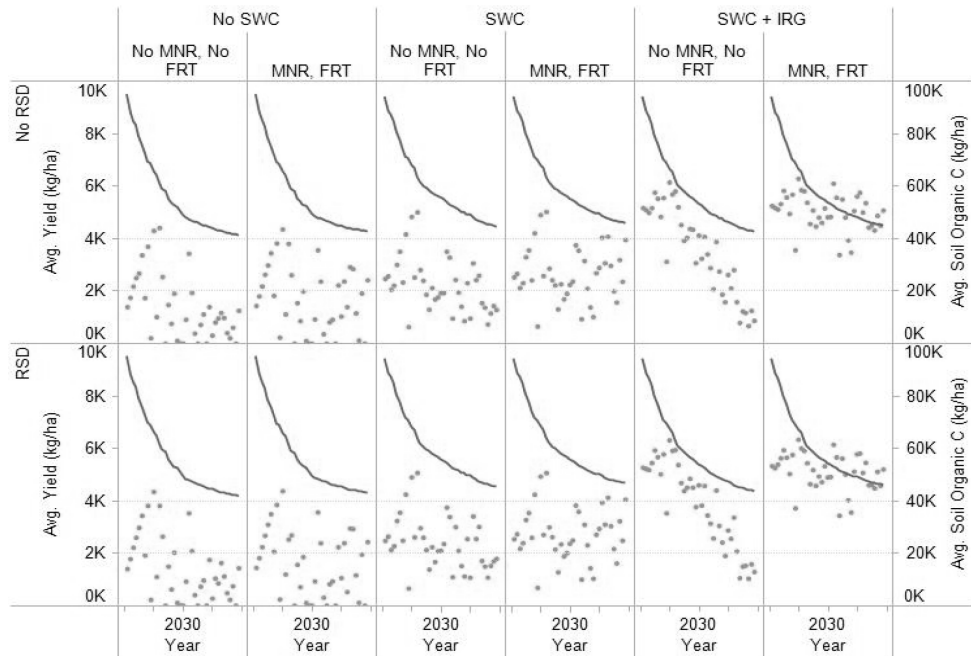 No SWC SWC SWC + IRG
No MNR, No FRT MNR, FRT No MNR, No FRT MNR, FRT No MNR, No FRT MNR, FRT
No RSD
Avg. Yield (kg/ha)
10K
8K
6K
4K
2K
0K
100K
80K
60K
40K
20K
0K
Avg. Soil Organic C (kg/ha)
RSD
Avg. Yield (kg/ha)
10K
8K
6K
4K
2K
0K
100K
80K
60K
40K
20K
0K
Avg. Soil Organic C (kg/ha)
2030 2030 2030 2030 2030 2030
Year Year Year Year Year Year